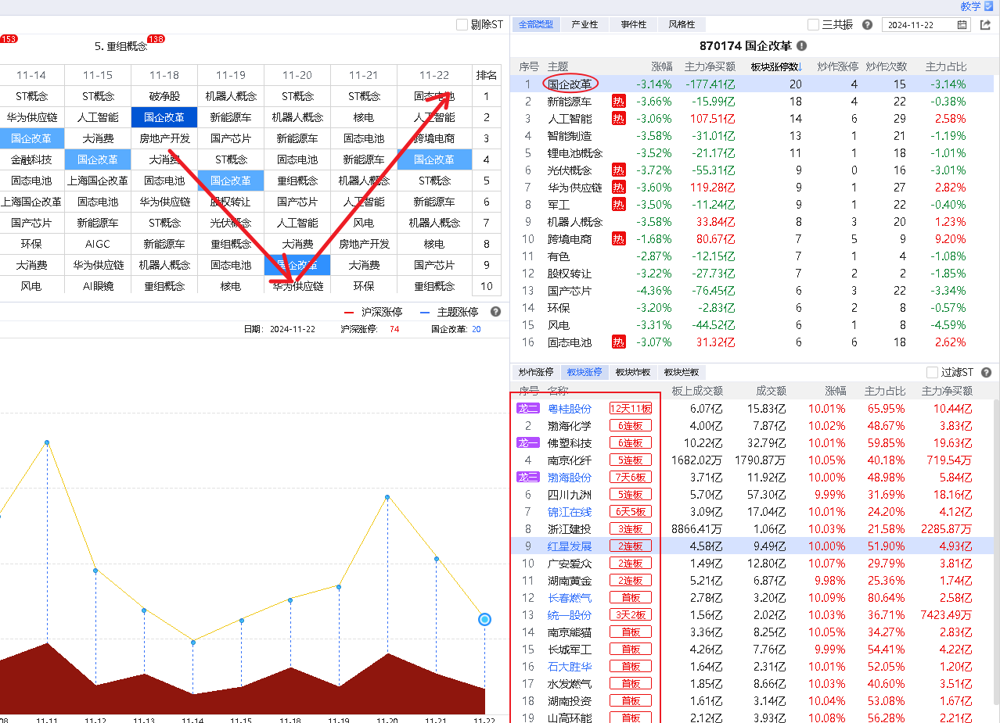 教学
剔除ST
153
5. 重组概念
138
11-14 11-15 11-18 11-19 11-20 11-21 11-22 排名
ST概念 ST概念 破净股 机器人概念 ST概念 ST概念 固态电池 1
华为供应链 人工智能 国企改革 新能源车 机器人概念 核电 人工智能 2
国企改革 大消费 房地产开发 国产芯片 新能源车 固态电池 跨境电商 3
金融科技 国企改革 大消费 ST概念 固态电池 新能源车 国企改革 4
固态电池 上海国企改革 固态电池 国企改革 重组概念 机器人概念 ST概念 5
上海国企改革 固态电池 华为供应链 股权转让 国产芯片 人工智能 新能源车 6
国产芯片 新能源车 ST概念 光伏概念 人工智能 风电 机器人概念 7
环保 AIGC 新能源车 重组概念 大消费 房地产开发 核电 8
大消费 华为供应链 机器人概念 固态电池 国企改革 大消费 国产芯片 9
风电 AI眼镜 重组概念 核电 华为供应链 环保 重组概念 10
沪深涨停 主题涨停
日期: 2024-11-22 沪深涨停: 74 国企改革: 20
08 11-11 11-12 11-13 11-14 11-15 11-18 11-19 11-20 11-21 11-22
全部类型 产业性 事件性 风格性 三共振 2024-11-22
870174 国企改革
序号 主题 涨幅 主力净买额 板块涨停数↓ 炒作涨停 炒作次数 主力占比
1 国企改革 -3.14% -177.41亿 20 4 15 -3.14%
2 新能源车 热 -3.66% -15.99亿 18 4 22 -0.38%
3 人工智能 热 -3.06% 107.51亿 14 6 29 2.58%
4 智能制造 -3.58% -31.01亿 13 1 21 -1.19%
5 锂电池概念 -3.52% -21.17亿 11 1 18 -1.01%
6 光伏概念 热 -3.72% -55.31亿 9 0 16 -3.01%
7 华为供应链 热 -3.60% 119.28亿 9 1 27 2.82%
8 军工 热 -3.50% -11.24亿 9 1 22 -0.40%
9 机器人概念 -3.58% 33.84亿 8 3 20 1.23%
10 跨境电商 热 -1.68% 80.67亿 7 5 9 9.20%
11 有色 -2.87% -12.15亿 7 1 4 -1.08%
12 股权转让 -3.22% -27.73亿 7 2 2 -1.85%
13 国产芯片 -4.36% -76.45亿 6 3 22 -3.34%
14 环保 -3.20% -2.83亿 6 2 8 -0.57%
15 风电 -3.31% -44.52亿 6 1 8 -4.59%
16 固态电池 热 -3.07% 31.32亿 6 6 18 2.62%
炒作涨停 板块涨停 板块炸板 板块烂板 过滤ST
序号 名称 板上成交额 成交额 涨幅 主力占比 主力净买额
龙二 粤桂股份 12天11板 6.07亿 15.83亿 10.01% 65.95% 10.44亿
2 渤海化学 6连板 4.00亿 7.87亿 10.02% 48.67% 3.83亿
龙一 佛塑科技 6连板 10.22亿 32.79亿 10.01% 59.85% 19.63亿
4 南京化纤 5连板 1682.02万 1790.87万 10.05% 40.18% 719.54万
龙三 渤海股份 7天6板 3.71亿 11.92亿 10.00% 48.98% 5.84亿
6 四川九洲 5连板 5.70亿 57.30亿 9.99% 31.69% 18.16亿
7 锦江在线 6天5板 3.09亿 17.04亿 10.01% 24.20% 4.12亿
8 浙江建投 3连板 8866.41万 1.06亿 10.03% 21.58% 2285.87万
9 红星发展 2连板 4.58亿 9.49亿 10.00% 51.90% 4.93亿
10 广安爱众 2连板 1.49亿 12.80亿 10.07% 29.79% 3.81亿
11 湖南黄金 2连板 5.21亿 6.87亿 9.98% 25.36% 1.74亿
12 长春燃气 首板 2.78亿 3.20亿 10.09% 80.64% 2.58亿
13 统一股份 3天2板 1.56亿 2.02亿 10.03% 36.71% 7423.49万
14 南京熊猫 首板 3.36亿 8.25亿 10.05% 34.27% 2.83亿
15 长城军工 首板 4.26亿 7.76亿 9.99% 54.41% 4.22亿
16 石大胜华 首板 1.64亿 2.31亿 10.01% 52.05% 1.20亿
17 水发燃气 首板 1.85亿 8.66亿 10.03% 40.60% 3.51亿
18 湖南投资 首板 1.61亿 3.14亿 10.04% 53.08% 1.67亿
19 山高环能 首板 2.12亿 3.93亿 10.08% 56.28% 2.21亿